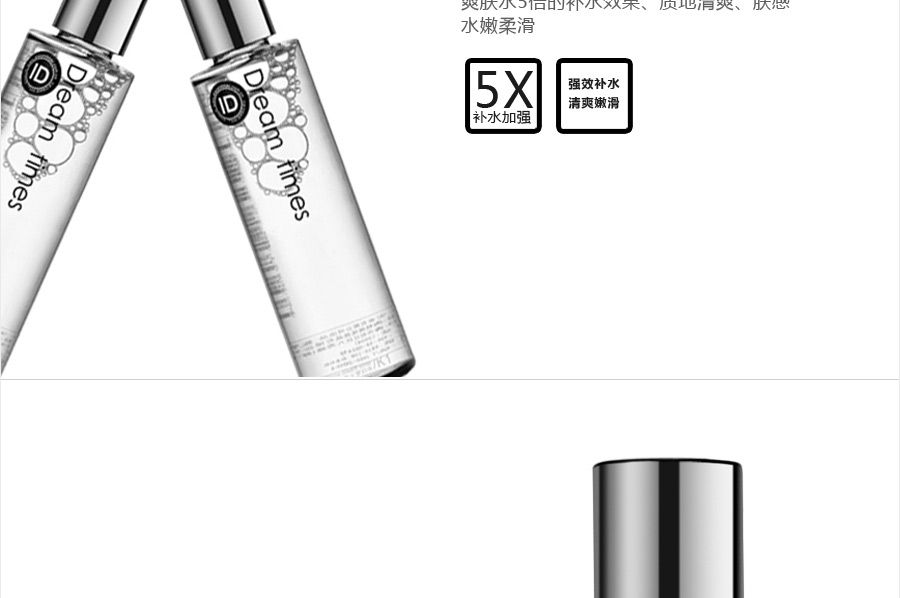 爽肤水5倍的补水效果、质地清爽、肤感
水嫩柔滑
5X
补水加强
强效补水
清爽嫩滑
ID
Dream times
ID
Dream times